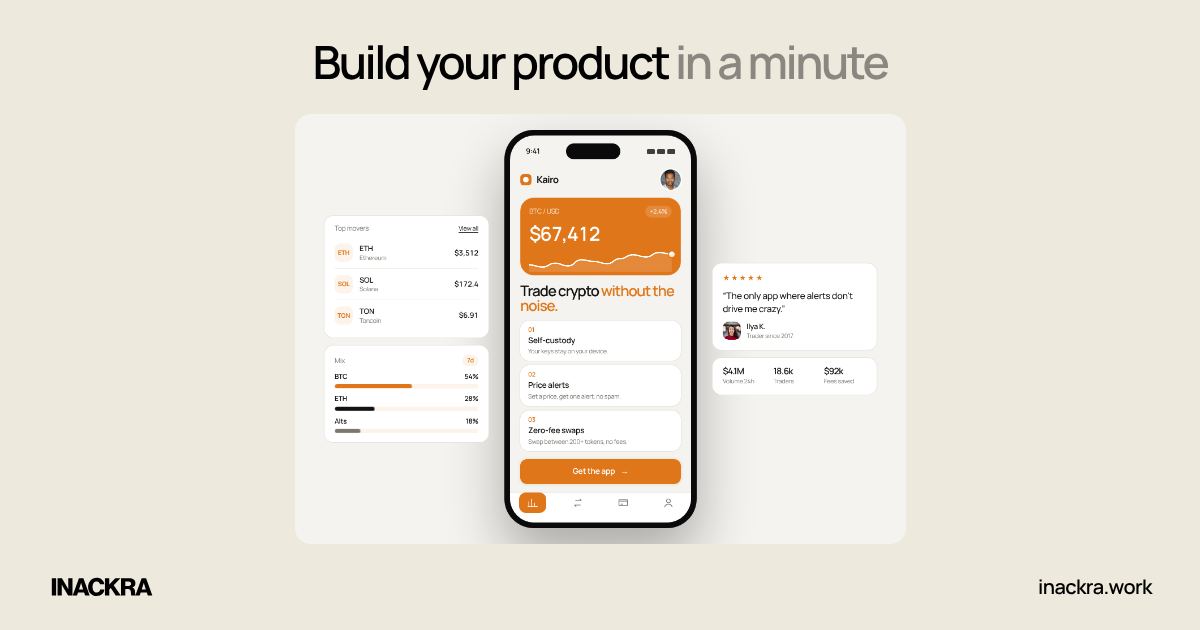 Build your product in a minute
Top movers View all
ETH ETH $3,512
Ethereum
SOL SOL $172.4
Solana
TON TON $6.91
Toncoin
Mix 7d
BTC 54%
ETH 28%
Alts 18%
9:41
Kairo
BTC / USD +2.4%
$67,412
Trade crypto without the
noise.
01
Self-custody
Your keys stay on your device.
02
Price alerts
Set a price, get one alert, no spam.
03
Zero-fee swaps
Swap between 200+ tokens, no fees.
Get the app →
★★★★★
"The only app where alerts don't
drive me crazy."
Ilya K.
Trader since 2017
$4.1M 18.6k $92k
Volume 24h Traders Fees saved
INACKRA
inackra.work